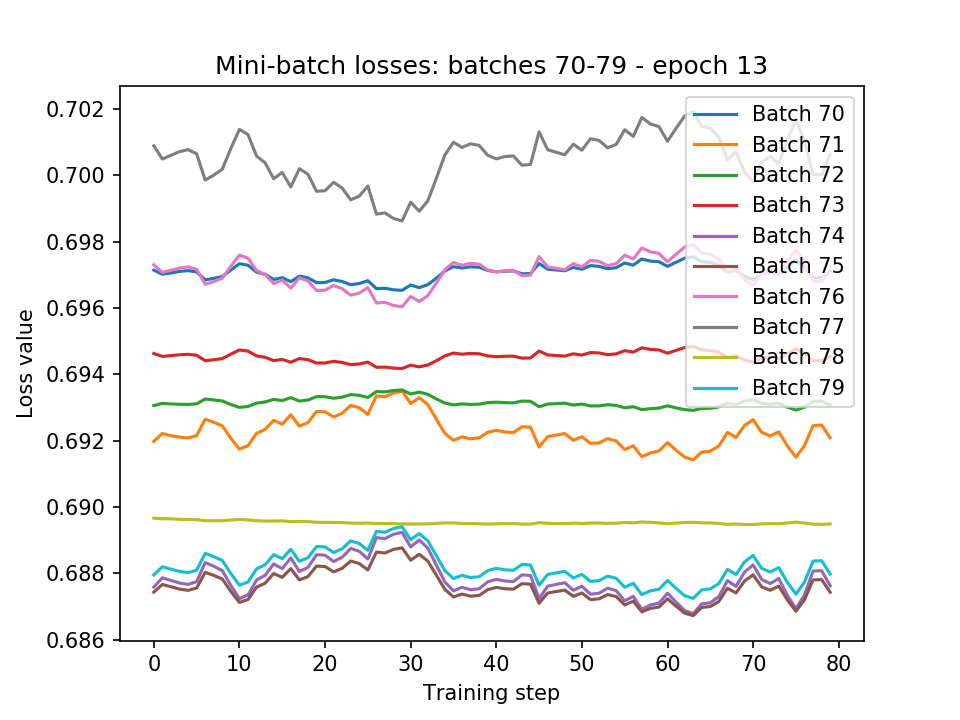 Mini-batch losses: batches 70-79 - epoch 13
Loss value
0.702
0.700
0.698
0.696
0.694
0.692
0.690
0.688
0.686
Batch 70
Batch 71
Batch 72
Batch 73
Batch 74
Batch 75
Batch 76
Batch 77
Batch 78
Batch 79
0 10 20 30 40 50 60 70 80
Training step